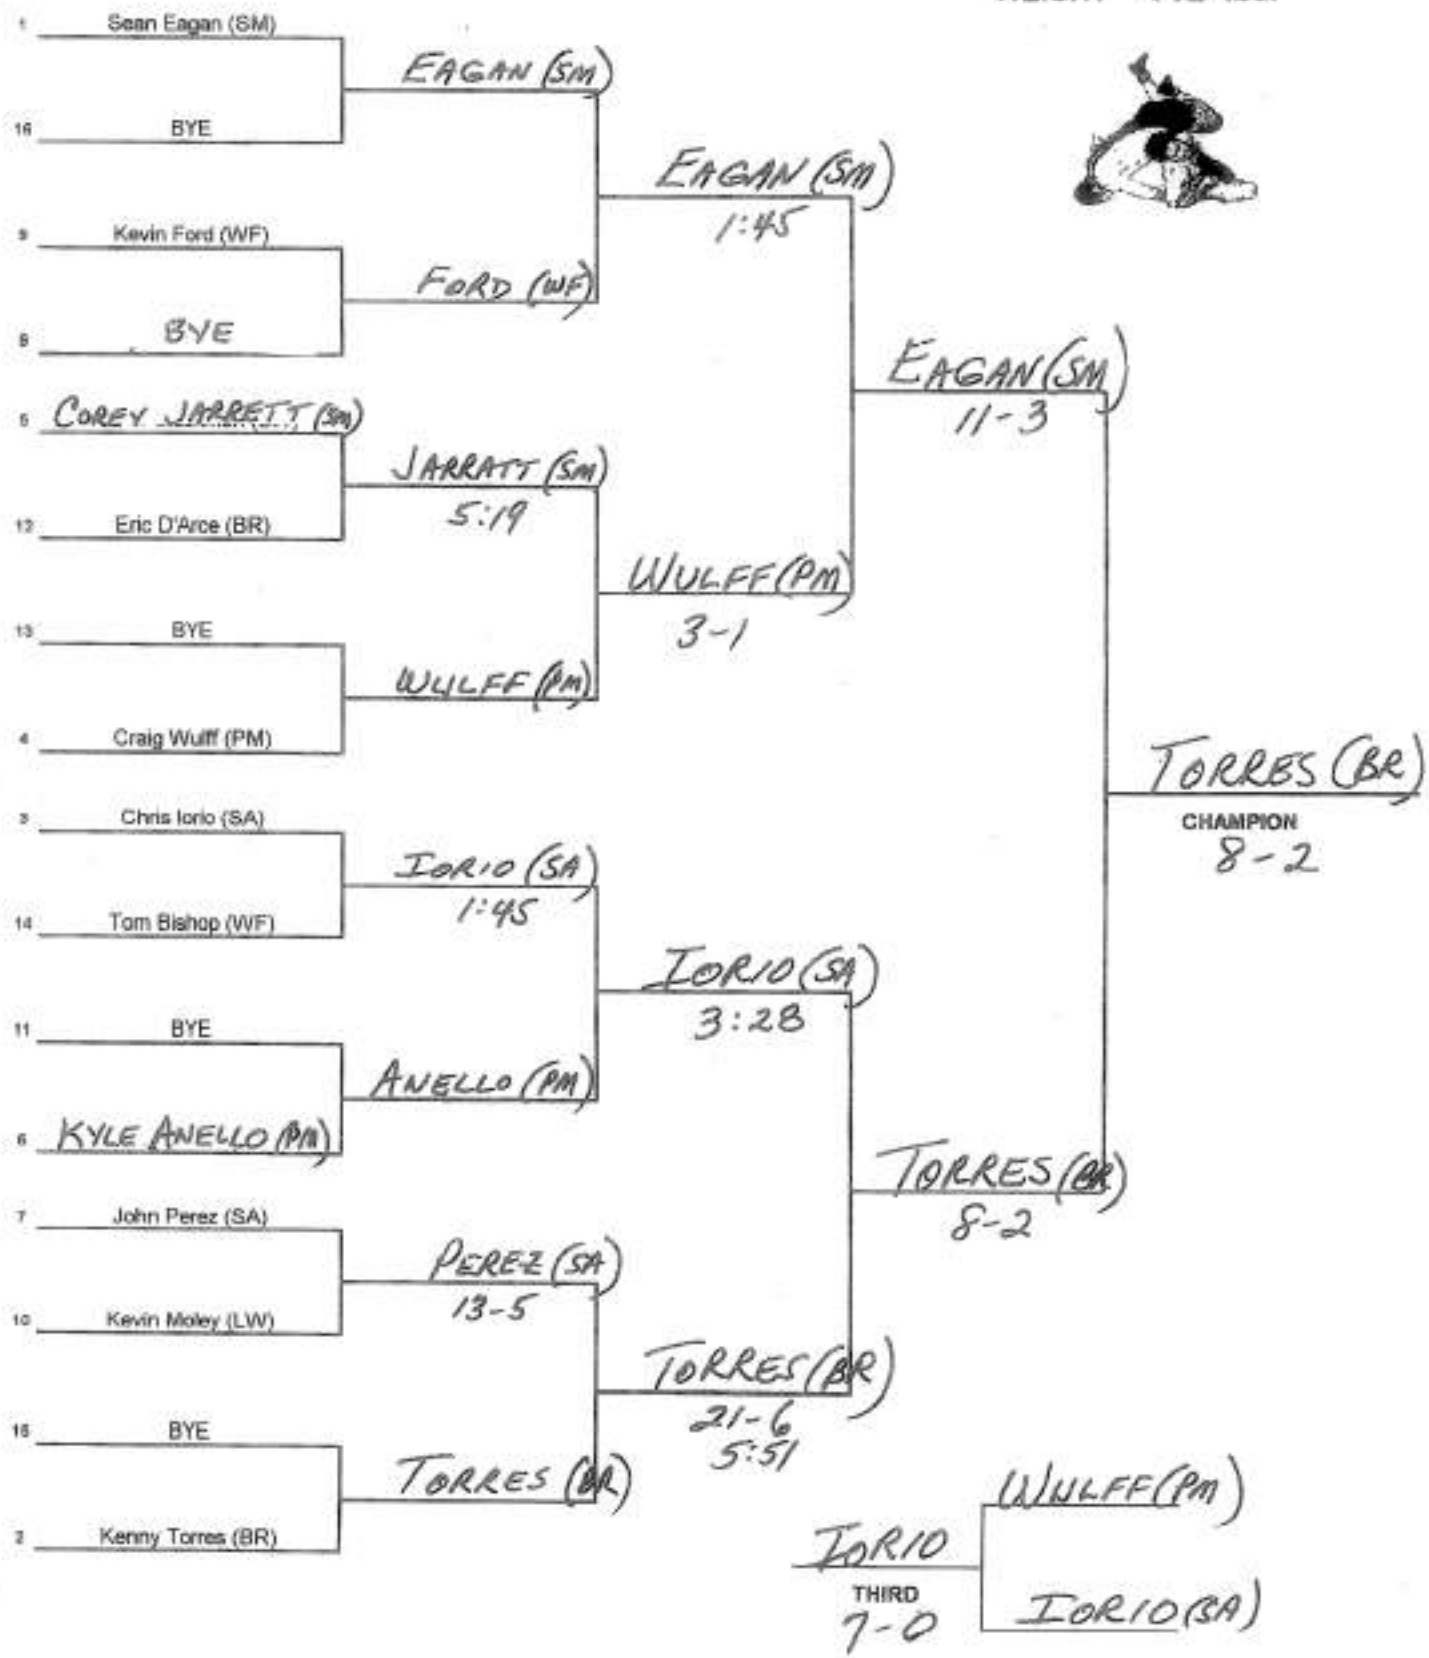 1 Sean Eagan (SM)
EAGAN (SM)
16 BYE
EAGAN (SM)
1:45
9 Kevin Ford (WF)
FORD (WF)
8 BYE
EAGAN (SM)
11-3
5 COREY JARRETT (SM)
JARRATT (SM)
5:19
12 Eric D'Arce (BR)
WULFF (PM)
3-1
13 BYE
WULFF (PM)
4 Craig Wulff (PM)
TORRES (BR)
CHAMPION
8-2
3 Chris Iorio (SA)
IORIO (SA)
1:45
14 Tom Bishop (WF)
IORIO (SA)
3:28
11 BYE
ANELLO (PM)
6 KYLE ANELLO (PM)
TORRES (BR)
8-2
7 John Perez (SA)
PEREZ (SA)
13-5
10 Kevin Moley (LW)
TORRES (BR)
21-6
5:51
15 BYE
TORRES (BR)
2 Kenny Torres (BR)
WULFF (PM)
IORIO
THIRD
7-0
IORIO (SA)